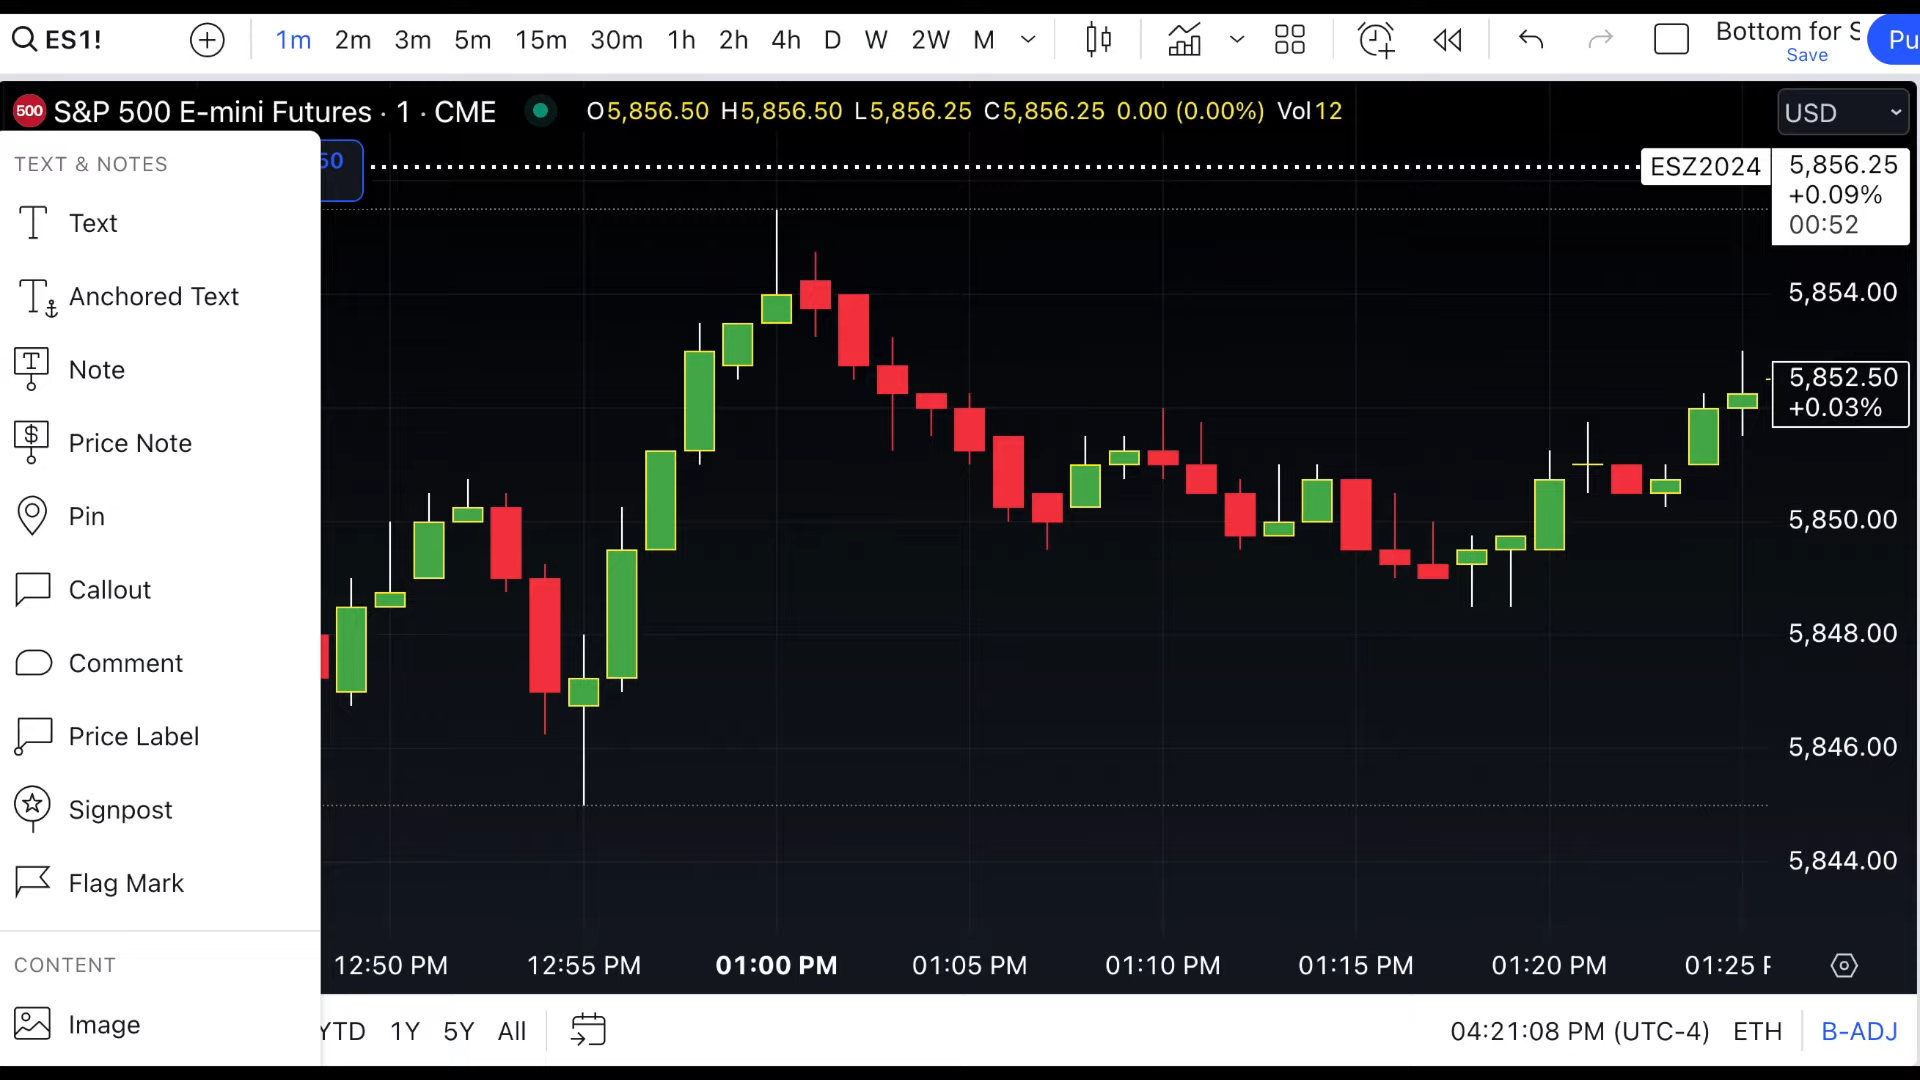 ES1!
1m 2m 3m 5m 15m 30m 1h 2h 4h D W 2W M
Bottom for S
Save
Pu
500 S&P 500 E-mini Futures · 1 · CME
O5,856.50 H5,856.50 L5,856.25 C5,856.25 0.00 (0.00%) Vol12
USD
TEXT & NOTES
50
Text
Anchored Text
Note
Price Note
Pin
Callout
Comment
Price Label
Signpost
Flag Mark
CONTENT
Image
ESZ2024
5,856.25
+0.09%
00:52
5,854.00
5,852.50
+0.03%
5,850.00
5,848.00
5,846.00
5,844.00
12:50 PM 12:55 PM 01:00 PM 01:05 PM 01:10 PM 01:15 PM 01:20 PM 01:25 P
YTD 1Y 5Y All
04:21:08 PM (UTC-4) ETH B-ADJ